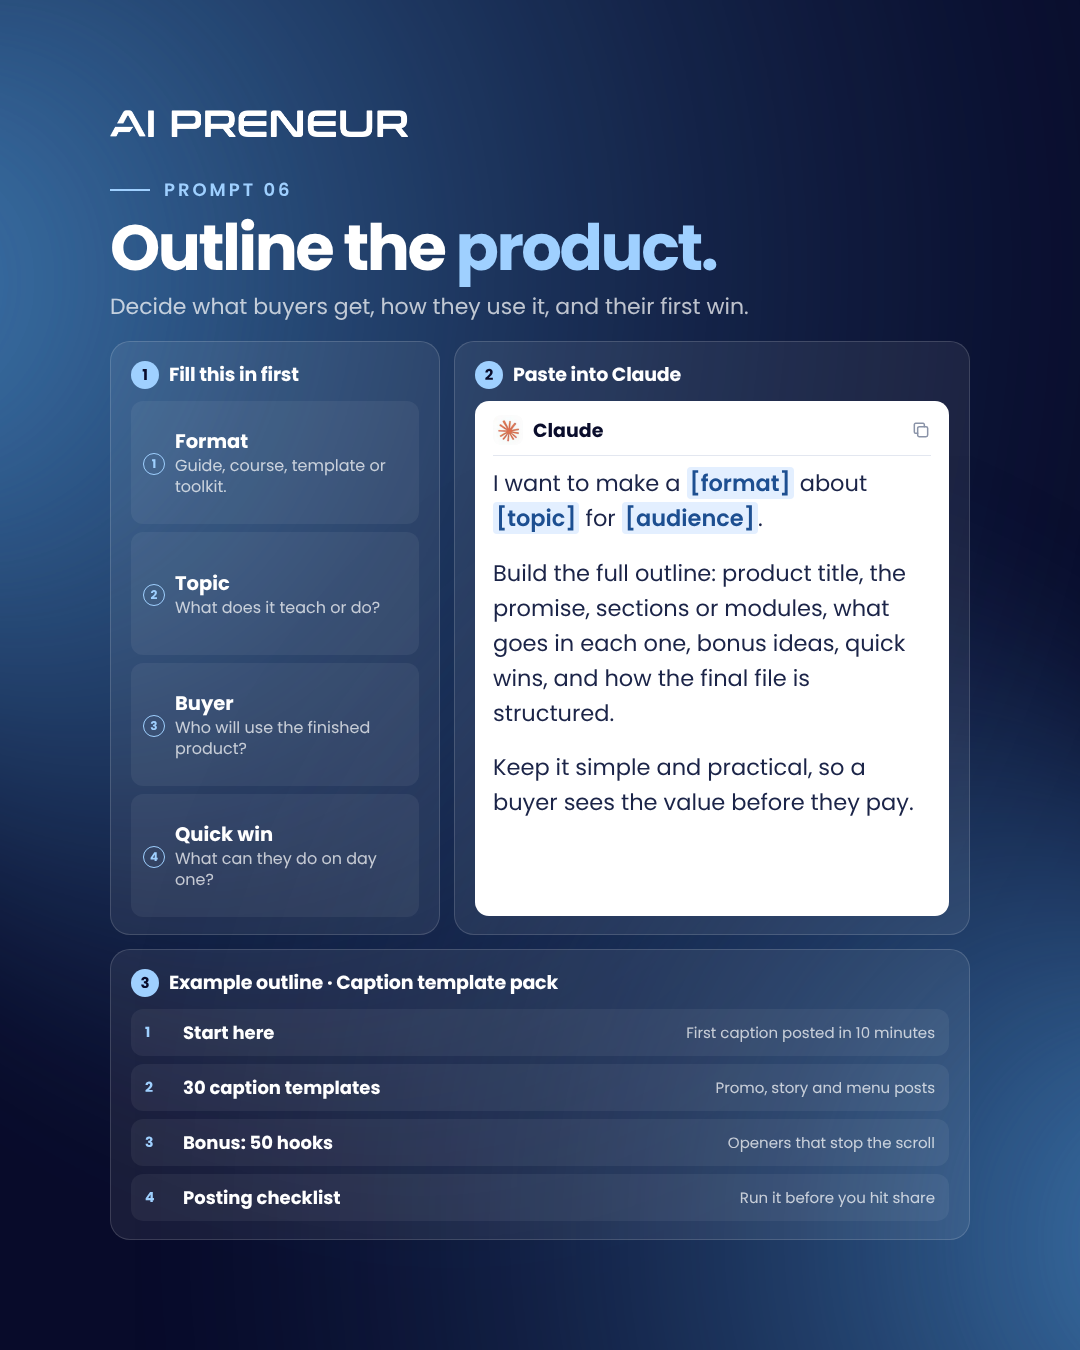 AI PRENEUR
PROMPT 06
Outline the product.
Decide what buyers get, how they use it, and their first win.
1 Fill this in first
1 Format
Guide, course, template or
toolkit.
2 Topic
What does it teach or do?
3 Buyer
Who will use the finished
product?
4 Quick win
What can they do on day
one?
2 Paste into Claude
Claude
I want to make a [format] about
[topic] for [audience].
Build the full outline: product title, the
promise, sections or modules, what
goes in each one, bonus ideas, quick
wins, and how the final file is
structured.
Keep it simple and practical, so a
buyer sees the value before they pay.
3 Example outline · Caption template pack
1 Start here First caption posted in 10 minutes
2 30 caption templates Promo, story and menu posts
3 Bonus: 50 hooks Openers that stop the scroll
4 Posting checklist Run it before you hit share